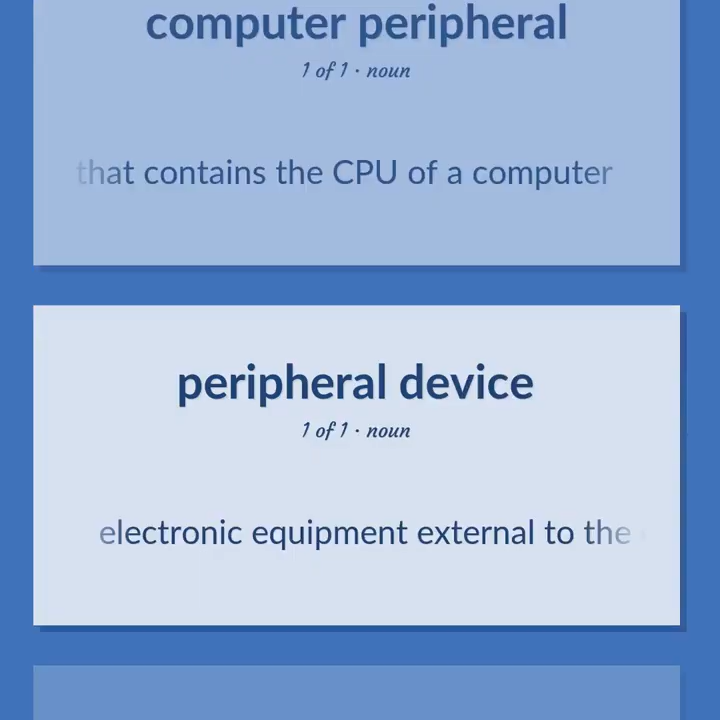 computer peripheral
1 of 1 · noun
that contains the CPU of a computer
peripheral device
1 of 1 · noun
electronic equipment external to the